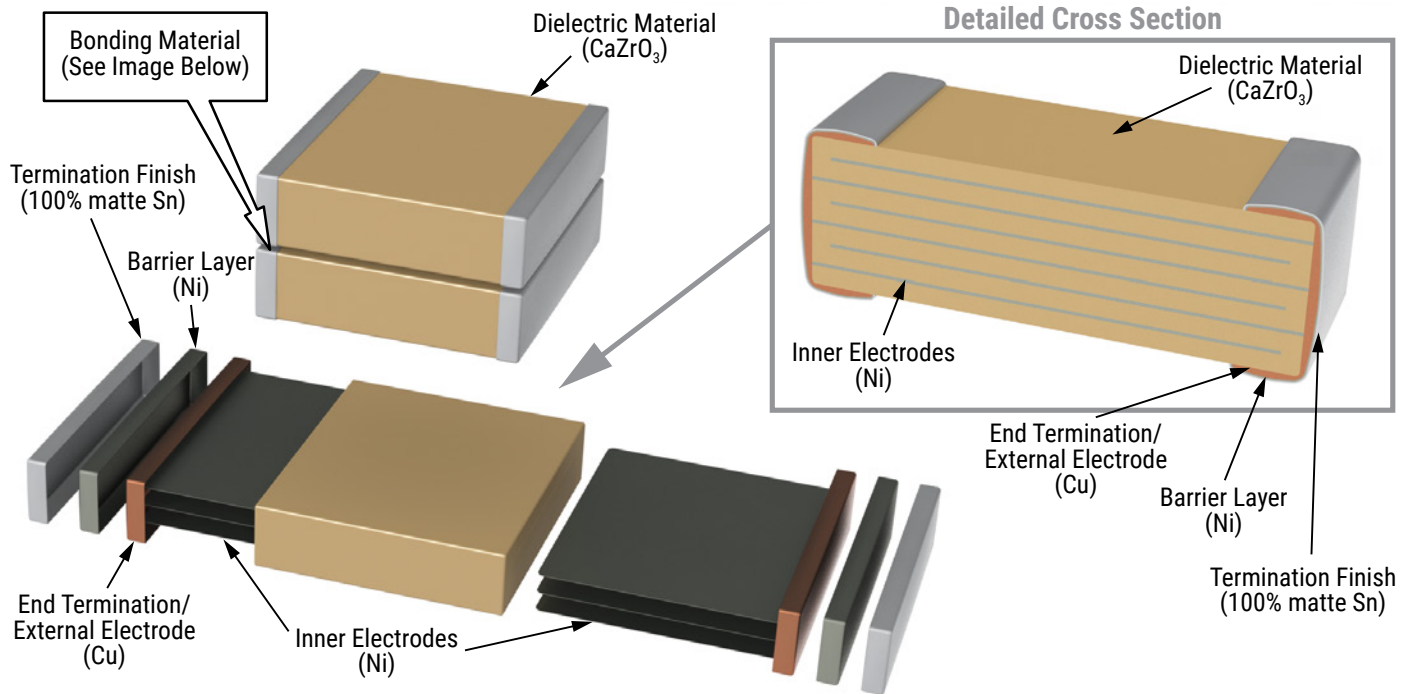 Detailed Cross Section
Bonding Material
(See Image Below)
Dielectric Material
(CaZrO₃)
Dielectric Material
(CaZrO₃)
Termination Finish
(100% matte Sn)
Barrier Layer
(Ni)
Inner Electrodes
(Ni)
End Termination/
External Electrode
(Cu)
Barrier Layer
(Ni)
Termination Finish
(100% matte Sn)
End Termination/
External Electrode
(Cu)
Inner Electrodes
(Ni)